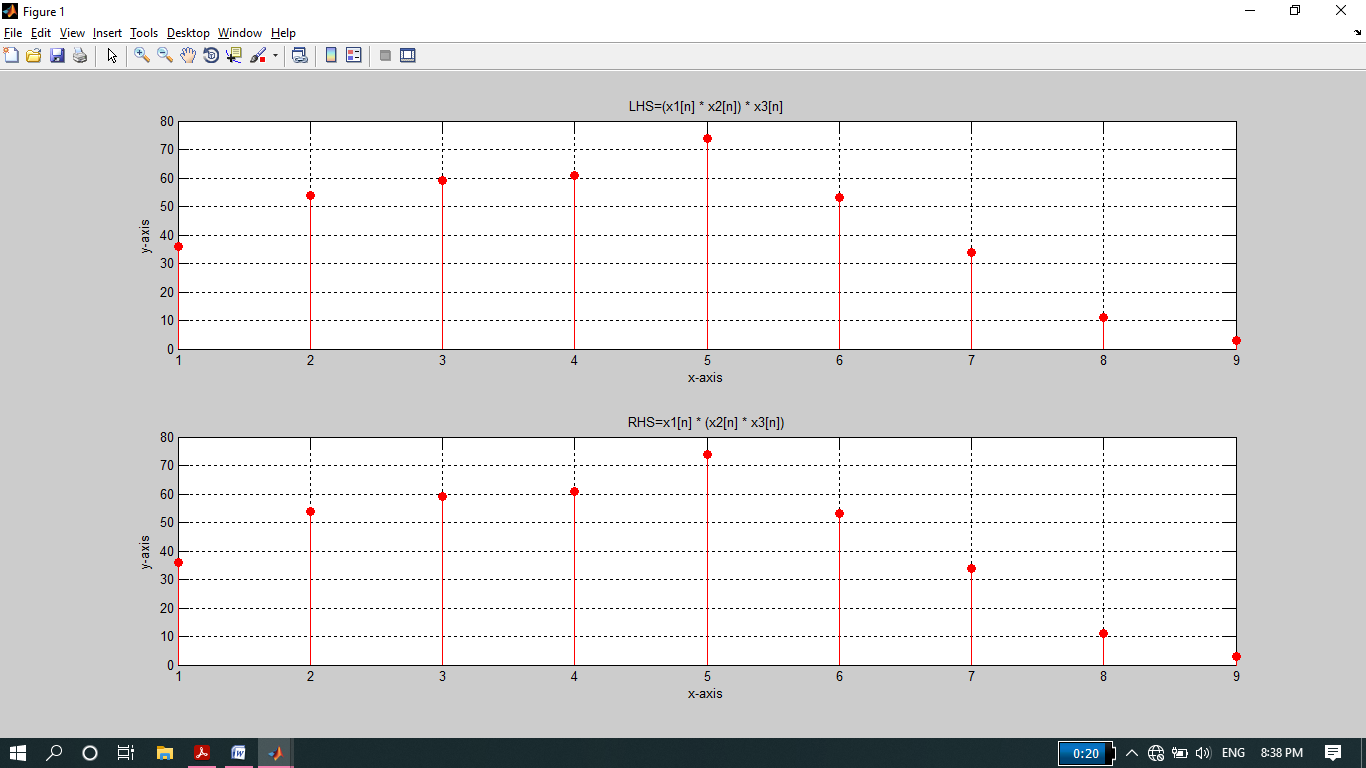 Figure 1
File Edit View Insert Tools Desktop Window Help
LHS=(x1[n] * x2[n]) * x3[n]
80
70
60
50
40
30
20
10
0
y-axis
1 2 3 4 5 6 7 8 9
x-axis
RHS=x1[n] * (x2[n] * x3[n])
80
70
60
50
40
30
20
10
0
y-axis
1 2 3 4 5 6 7 8 9
x-axis
0:20 ENG 8:38 PM